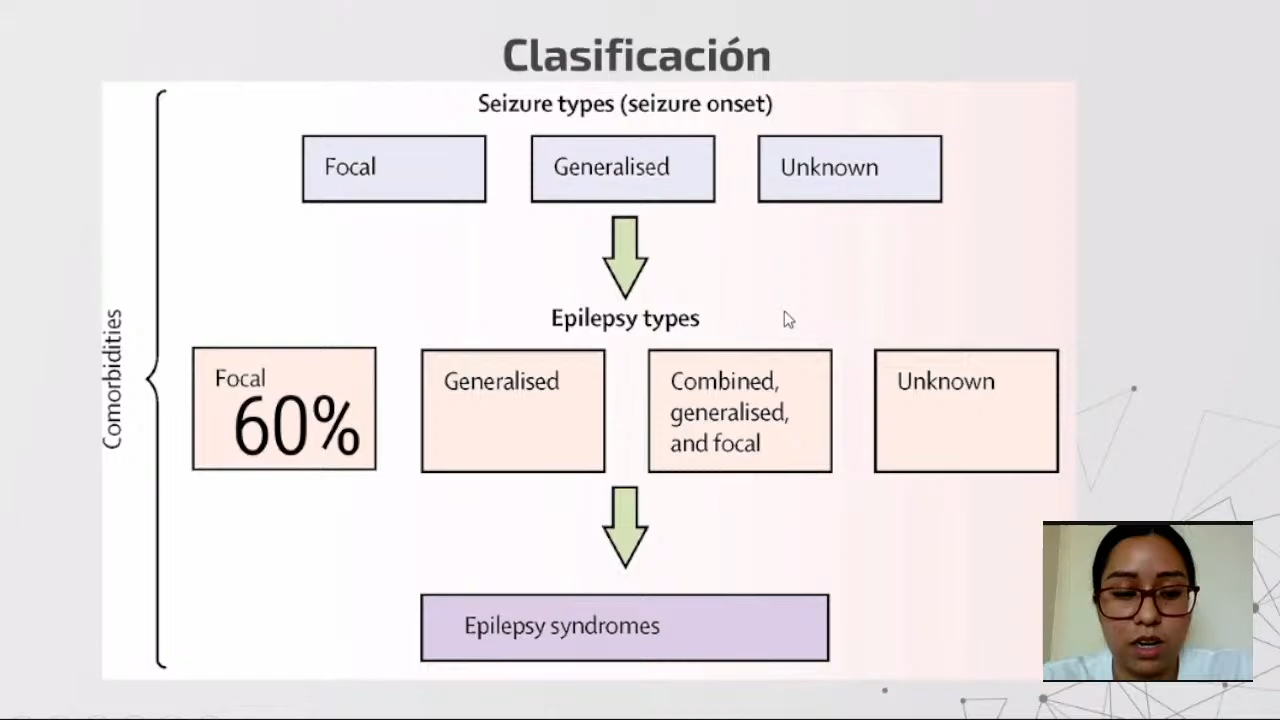 Clasificación
Seizure types (seizure onset)
Focal
Generalised
Unknown
Epilepsy types
Comorbidities
Focal
60%
Generalised
Combined,
generalised,
and focal
Unknown
Epilepsy syndromes